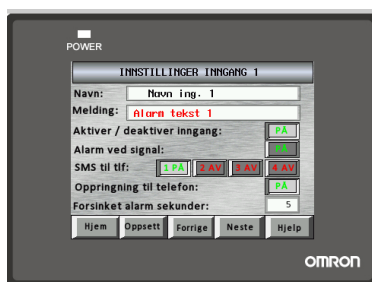 POWER
INNSTILLINGER INNGANG 1
Navn: Navn ing. 1
Melding: Alarm tekst 1
Aktiver / deaktiver inngang: PÅ
Alarm ved signal: PÅ
SMS til tlf: 1 PÅ 2 AV 3 AV 4 AV
Oppringning til telefon: PÅ
Forsinket alarm sekunder: 5
Hjem Oppsett Forrige Neste Hjelp
OMRON